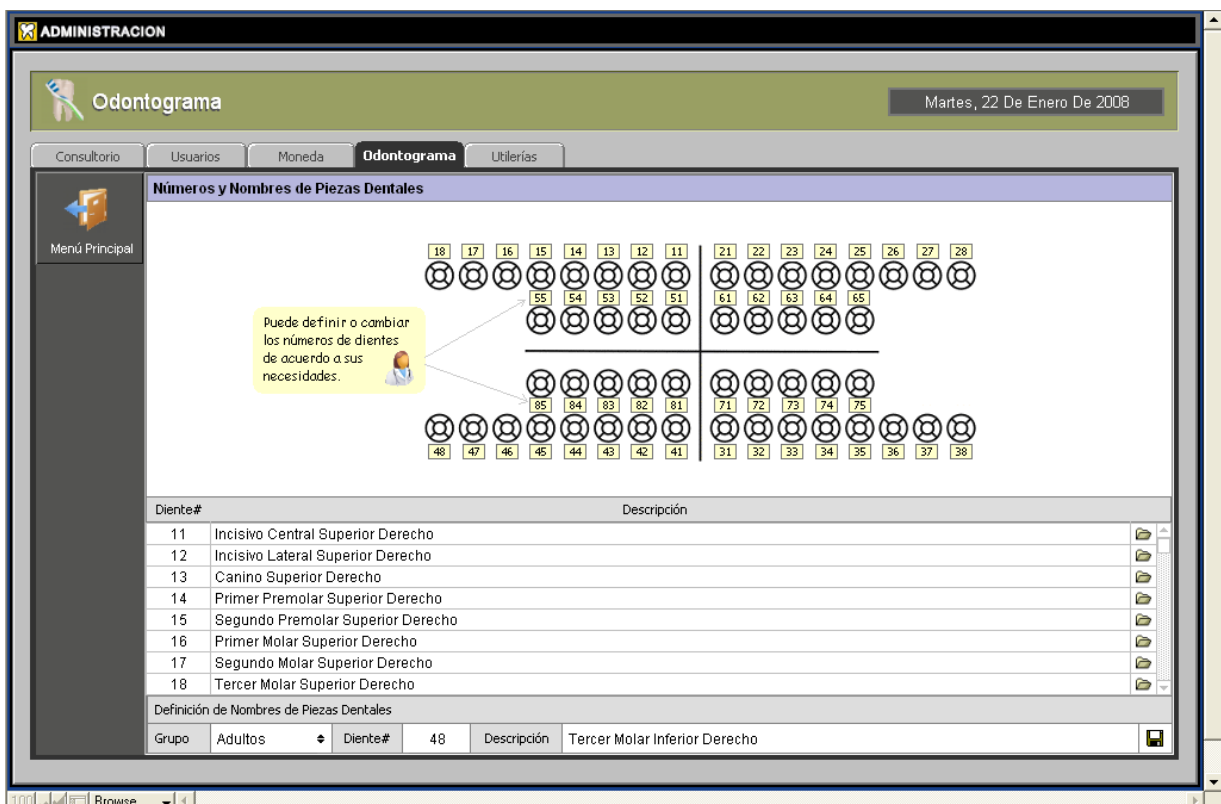 ADMINISTRACION
Odontograma
Martes, 22 De Enero De 2008
Consultorio Usuarios Moneda Odontograma Utilerías
Menú Principal
Números y Nombres de Piezas Dentales
18 17 16 15 14 13 12 11 21 22 23 24 25 26 27 28
55 54 53 52 51 61 62 63 64 65
Puede definir o cambiar
los números de dientes
de acuerdo a sus
necesidades.
85 84 83 82 81 71 72 73 74 75
48 47 46 45 44 43 42 41 31 32 33 34 35 36 37 38
Diente# Descripción
11 Incisivo Central Superior Derecho
12 Incisivo Lateral Superior Derecho
13 Canino Superior Derecho
14 Primer Premolar Superior Derecho
15 Segundo Premolar Superior Derecho
16 Primer Molar Superior Derecho
17 Segundo Molar Superior Derecho
18 Tercer Molar Superior Derecho
Definición de Nombres de Piezas Dentales
Grupo Adultos Diente# 48 Descripción Tercer Molar Inferior Derecho
100 Browse